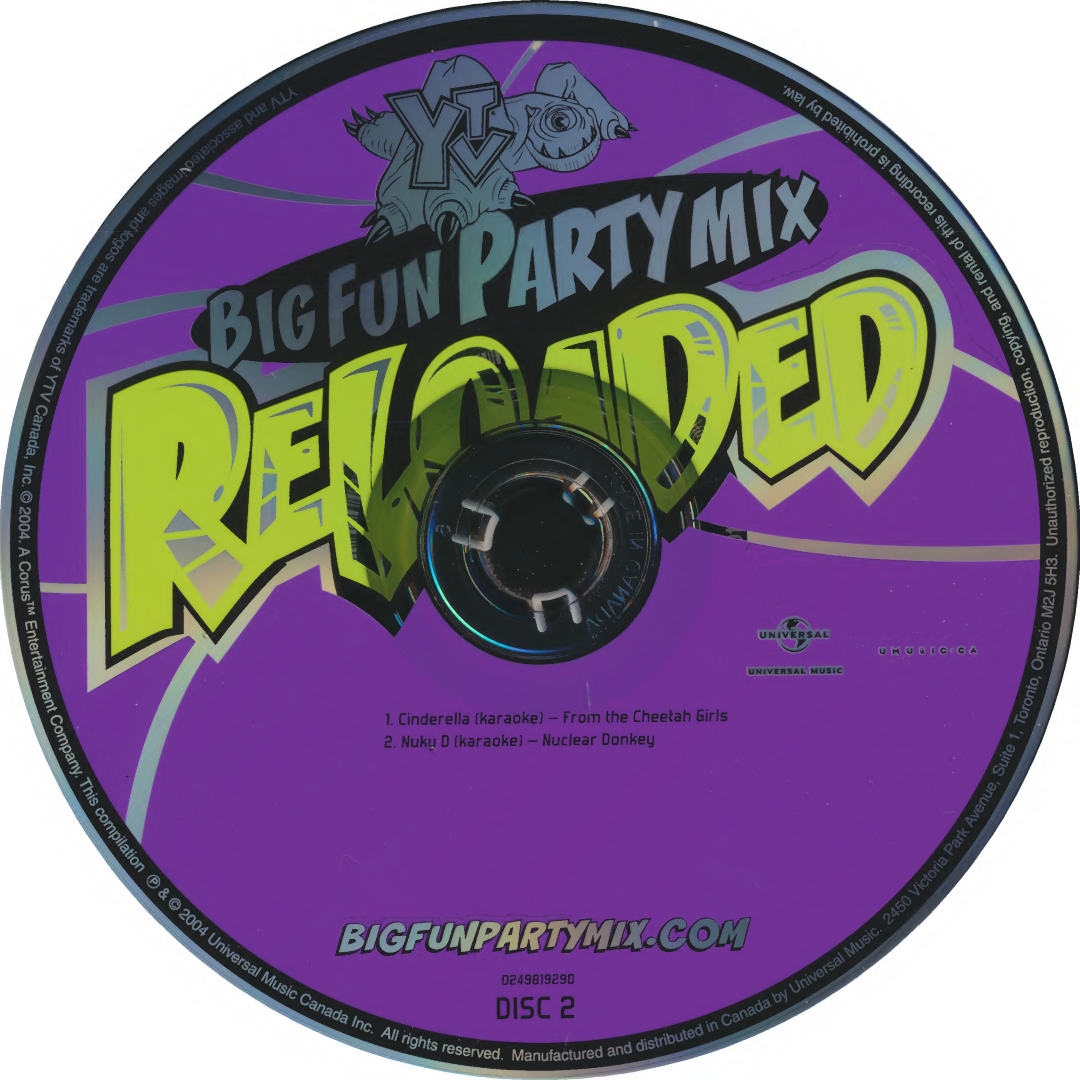 YTV
BIG FUN PARTY MIX
RELOADED
UNIVERSAL
UNIVERSAL MUSIC
UMUSIC.CA
1. Cinderella (karaoke) – From the Cheetah Girls
2. Nuky D (karaoke) – Nuclear Donkey
BIGFUNPARTYMIX.COM
0249819290
DISC 2
YTV and associated images and logos are trademarks of YTV Canada, Inc. © 2004. A Corus™ Entertainment Company. This compilation ℗ & © 2004 Universal Music Canada Inc. All rights reserved. Manufactured and distributed in Canada by Universal Music. 2450 Victoria Park Avenue, Suite 1, Toronto, Ontario M2J 5H3. Unauthorized reproduction, copying, and rental of this recording is prohibited by law.
IN CANADA